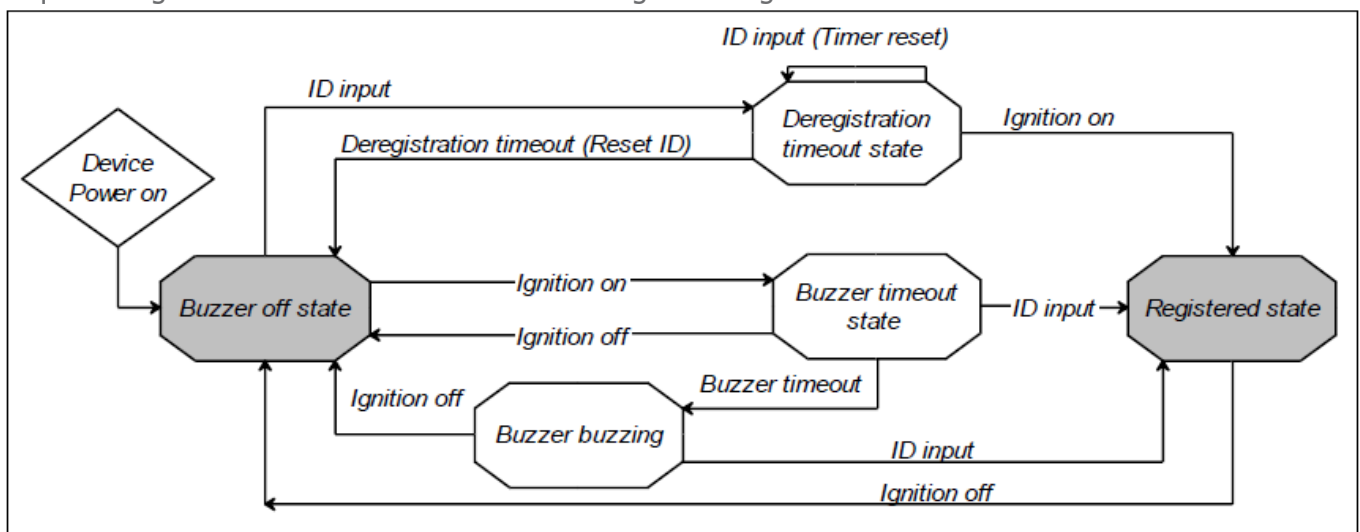 ID input (Timer reset)
ID input
Deregistration
timeout state
Ignition on
Deregistration timeout (Reset ID)
Device
Power on
Buzzer off state
Ignition on
Ignition off
Buzzer timeout
state
ID input
Registered state
Buzzer timeout
Ignition off
Buzzer buzzing
ID input
Ignition off